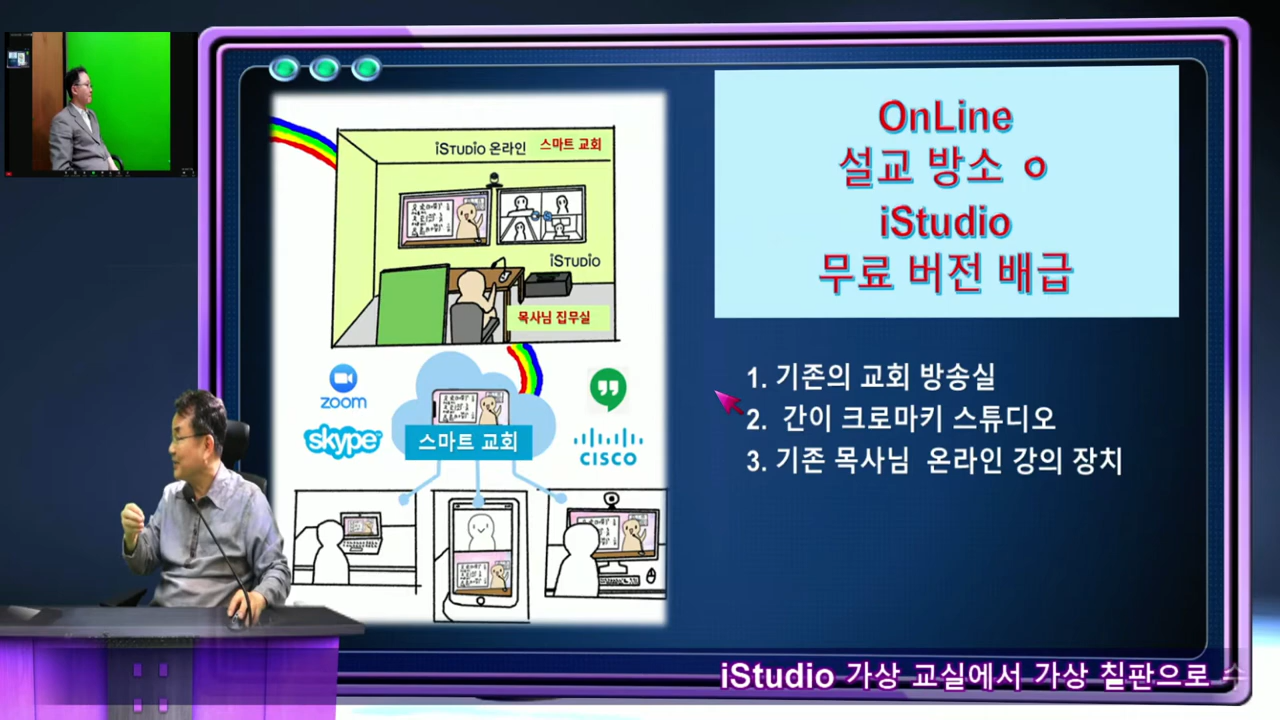 OnLine
설교 방소 ㅇ
iStudio
무료 버전 배급
iStudio 온라인 스마트 교회
iStudio
목사님 집무실
zoom
skype
스마트 교회
CISCO
1. 기존의 교회 방송실
2. 간이 크로마키 스튜디오
3. 기존 목사님 온라인 강의 장치
iStudio 가상 교실에서 가상 칠판으로 수